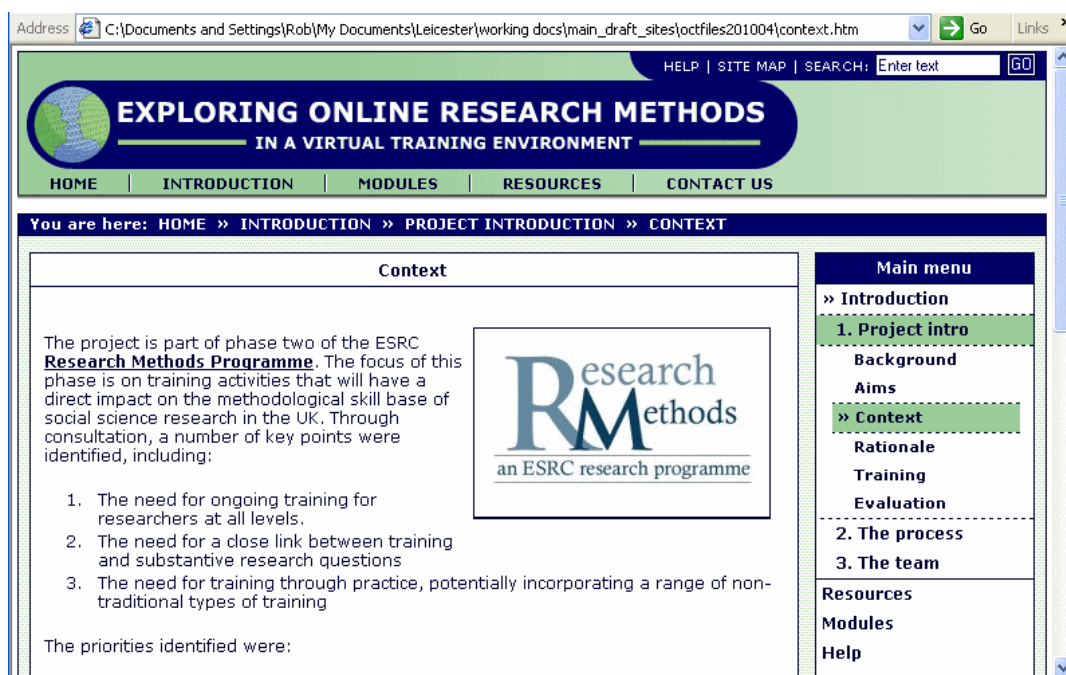 Address C:\Documents and Settings\Rob\My Documents\Leicester\working docs\main_draft_sites\octfiles201004\context.htm Go Links
HELP | SITE MAP | SEARCH: Enter text GO
EXPLORING ONLINE RESEARCH METHODS
IN A VIRTUAL TRAINING ENVIRONMENT
HOME | INTRODUCTION | MODULES | RESOURCES | CONTACT US
You are here: HOME » INTRODUCTION » PROJECT INTRODUCTION » CONTEXT
Context
The project is part of phase two of the ESRC
Research Methods Programme. The focus of this
phase is on training activities that will have a
direct impact on the methodological skill base of
social science research in the UK. Through
consultation, a number of key points were
identified, including:
Research
Methods
an ESRC research programme
1. The need for ongoing training for
researchers at all levels.
2. The need for a close link between training
and substantive research questions
3. The need for training through practice, potentially incorporating a range of non-
traditional types of training
The priorities identified were:
Main menu
» Introduction
1. Project intro
Background
Aims
» Context
Rationale
Training
Evaluation
2. The process
3. The team
Resources
Modules
Help